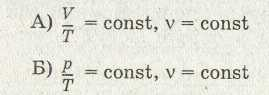 А) V/T = const, ν = const
Б) p/T = const, ν = const